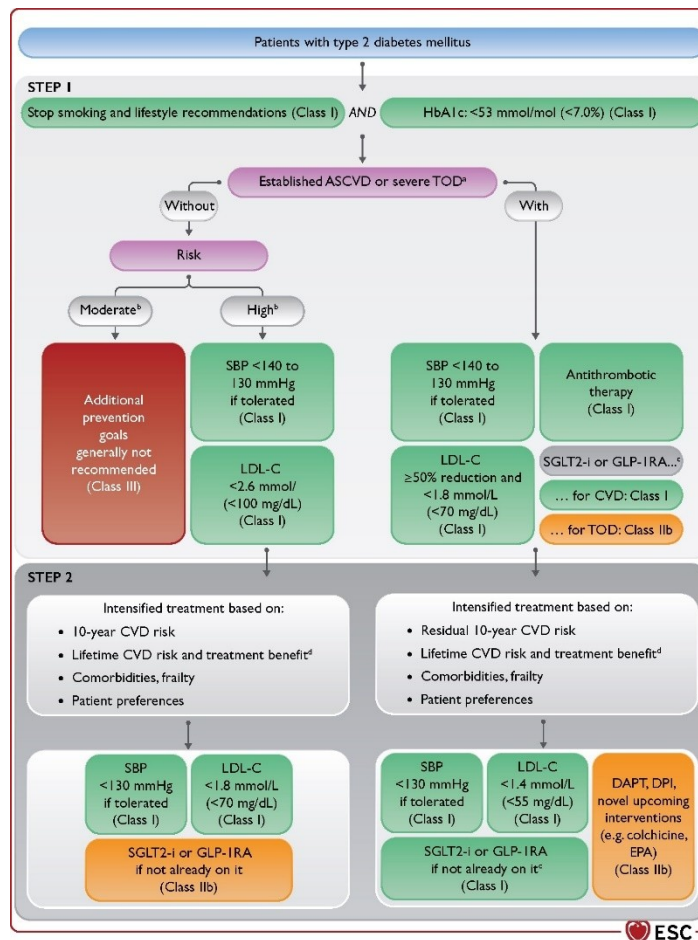 Patients with type 2 diabetes mellitus
STEP 1
Stop smoking and lifestyle recommendations (Class I)
AND
HbA1c: <53 mmol/mol (<7.0%) (Class I)
Established ASCVD or severe TODᵃ
Without
With
Risk
Moderateᵇ
Highᵇ
Additional
prevention
goals
generally not
recommended
(Class III)
SBP <140 to
130 mmHg
if tolerated
(Class I)
LDL-C
<2.6 mmol/
(<100 mg/dL)
(Class I)
SBP <140 to
130 mmHg
if tolerated
(Class I)
LDL-C
≥50% reduction and
<1.8 mmol/L
(<70 mg/dL)
(Class I)
Antithrombotic
therapy
(Class I)
SGLT2-i or GLP-1RA...ᶜ
... for CVD: Class I
... for TOD: Class IIb
STEP 2
Intensified treatment based on:
• 10-year CVD risk
• Lifetime CVD risk and treatment benefitᵈ
• Comorbidities, frailty
• Patient preferences
Intensified treatment based on:
• Residual 10-year CVD risk
• Lifetime CVD risk and treatment benefitᵈ
• Comorbidities, frailty
• Patient preferences
SBP
<130 mmHg
if tolerated
(Class I)
LDL-C
<1.8 mmol/L
(<70 mg/dL)
(Class I)
SGLT2-i or GLP-1RA
if not already on it
(Class IIb)
SBP
<130 mmHg
if tolerated
(Class I)
LDL-C
<1.4 mmol/L
(<55 mg/dL)
(Class I)
SGLT2-i or GLP-1RA
if not already on itᶜ
(Class I)
DAPT, DPI,
novel upcoming
interventions
(e.g. colchicine,
EPA)
(Class IIb)
ESC